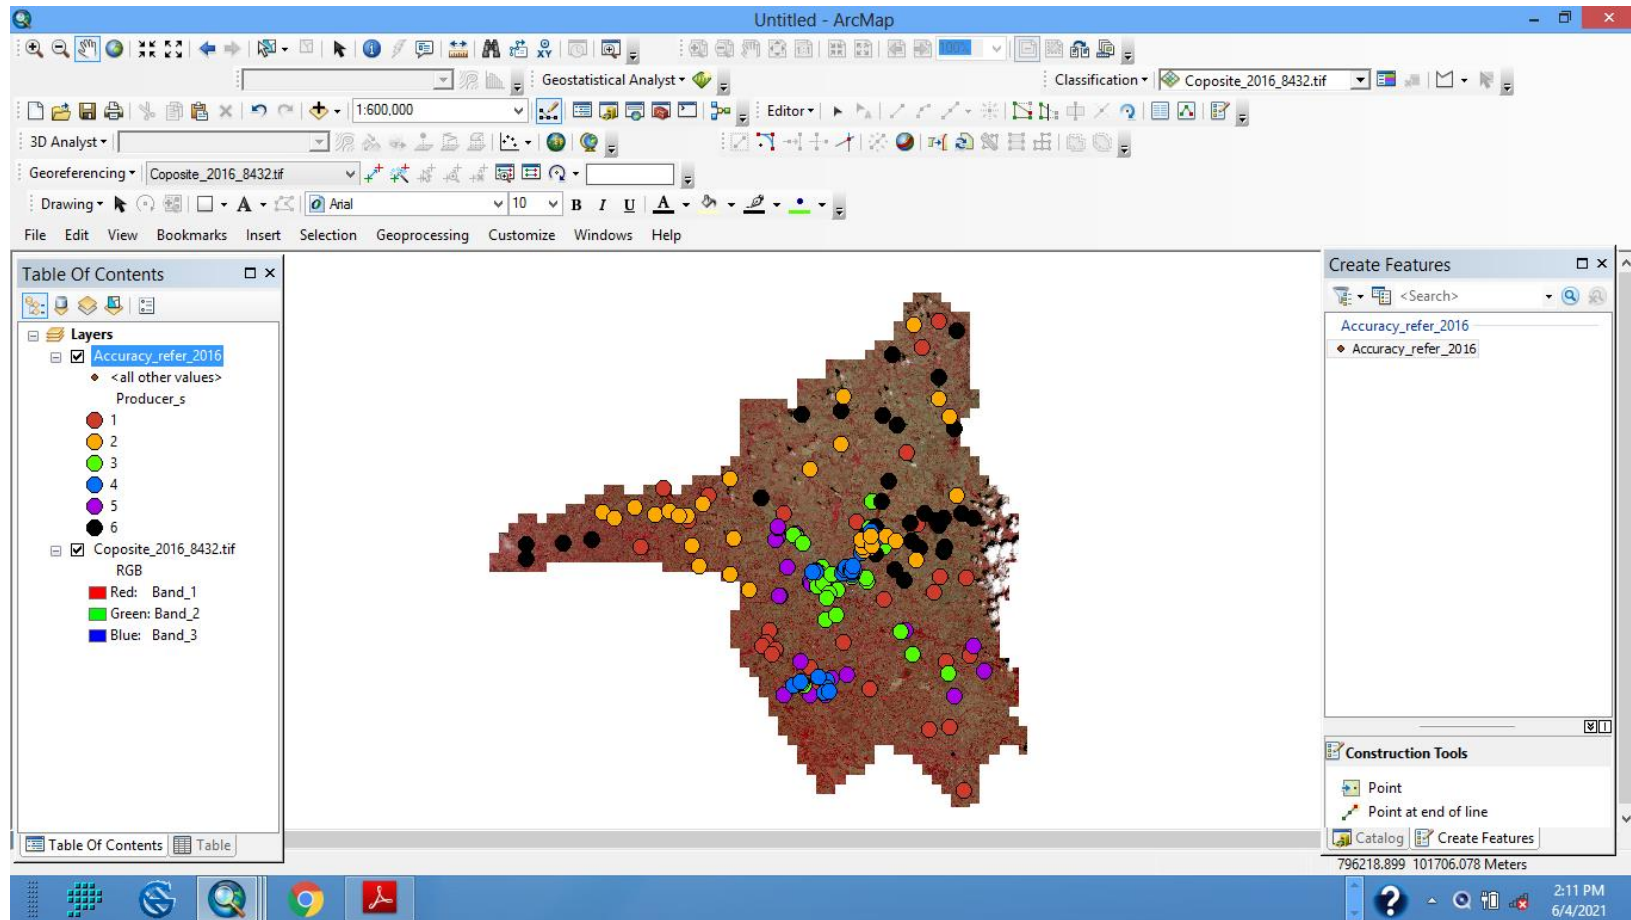 Untitled - ArcMap
100%
Geostatistical Analyst
Classification
Coposite_2016_8432.tif
1:600,000
Editor
3D Analyst
Georeferencing
Coposite_2016_8432.tif
Drawing
A
Arial
10
B I U A
File Edit View Bookmarks Insert Selection Geoprocessing Customize Windows Help
Table Of Contents
Layers
Accuracy_refer_2016
<all other values>
Producer_s
1
2
3
4
5
6
Coposite_2016_8432.tif
RGB
Red: Band_1
Green: Band_2
Blue: Band_3
Table Of Contents
Table
Create Features
<Search>
Accuracy_refer_2016
Accuracy_refer_2016
Construction Tools
Point
Point at end of line
Catalog
Create Features
796218.899 101706.078 Meters
2:11 PM
6/4/2021